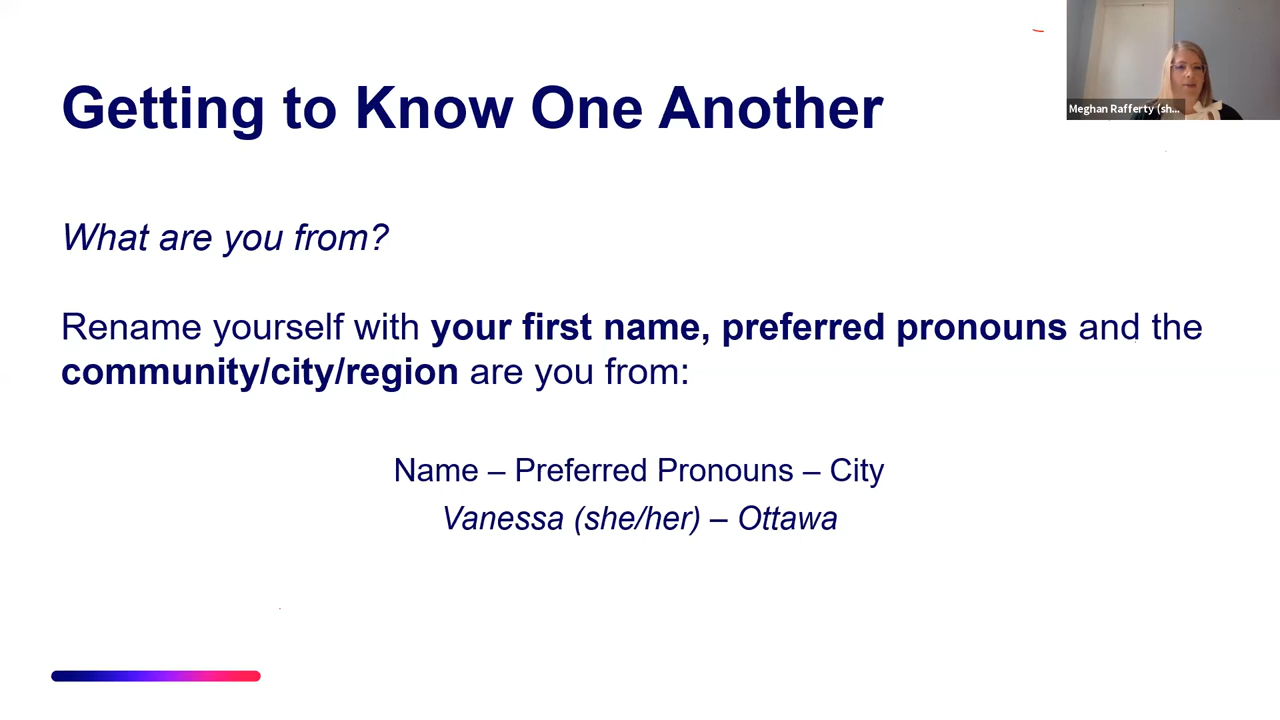 Getting to Know One Another
Meghan Rafferty (sh...
What are you from?
Rename yourself with your first name, preferred pronouns and the
community/city/region are you from:
Name – Preferred Pronouns – City
Vanessa (she/her) – Ottawa